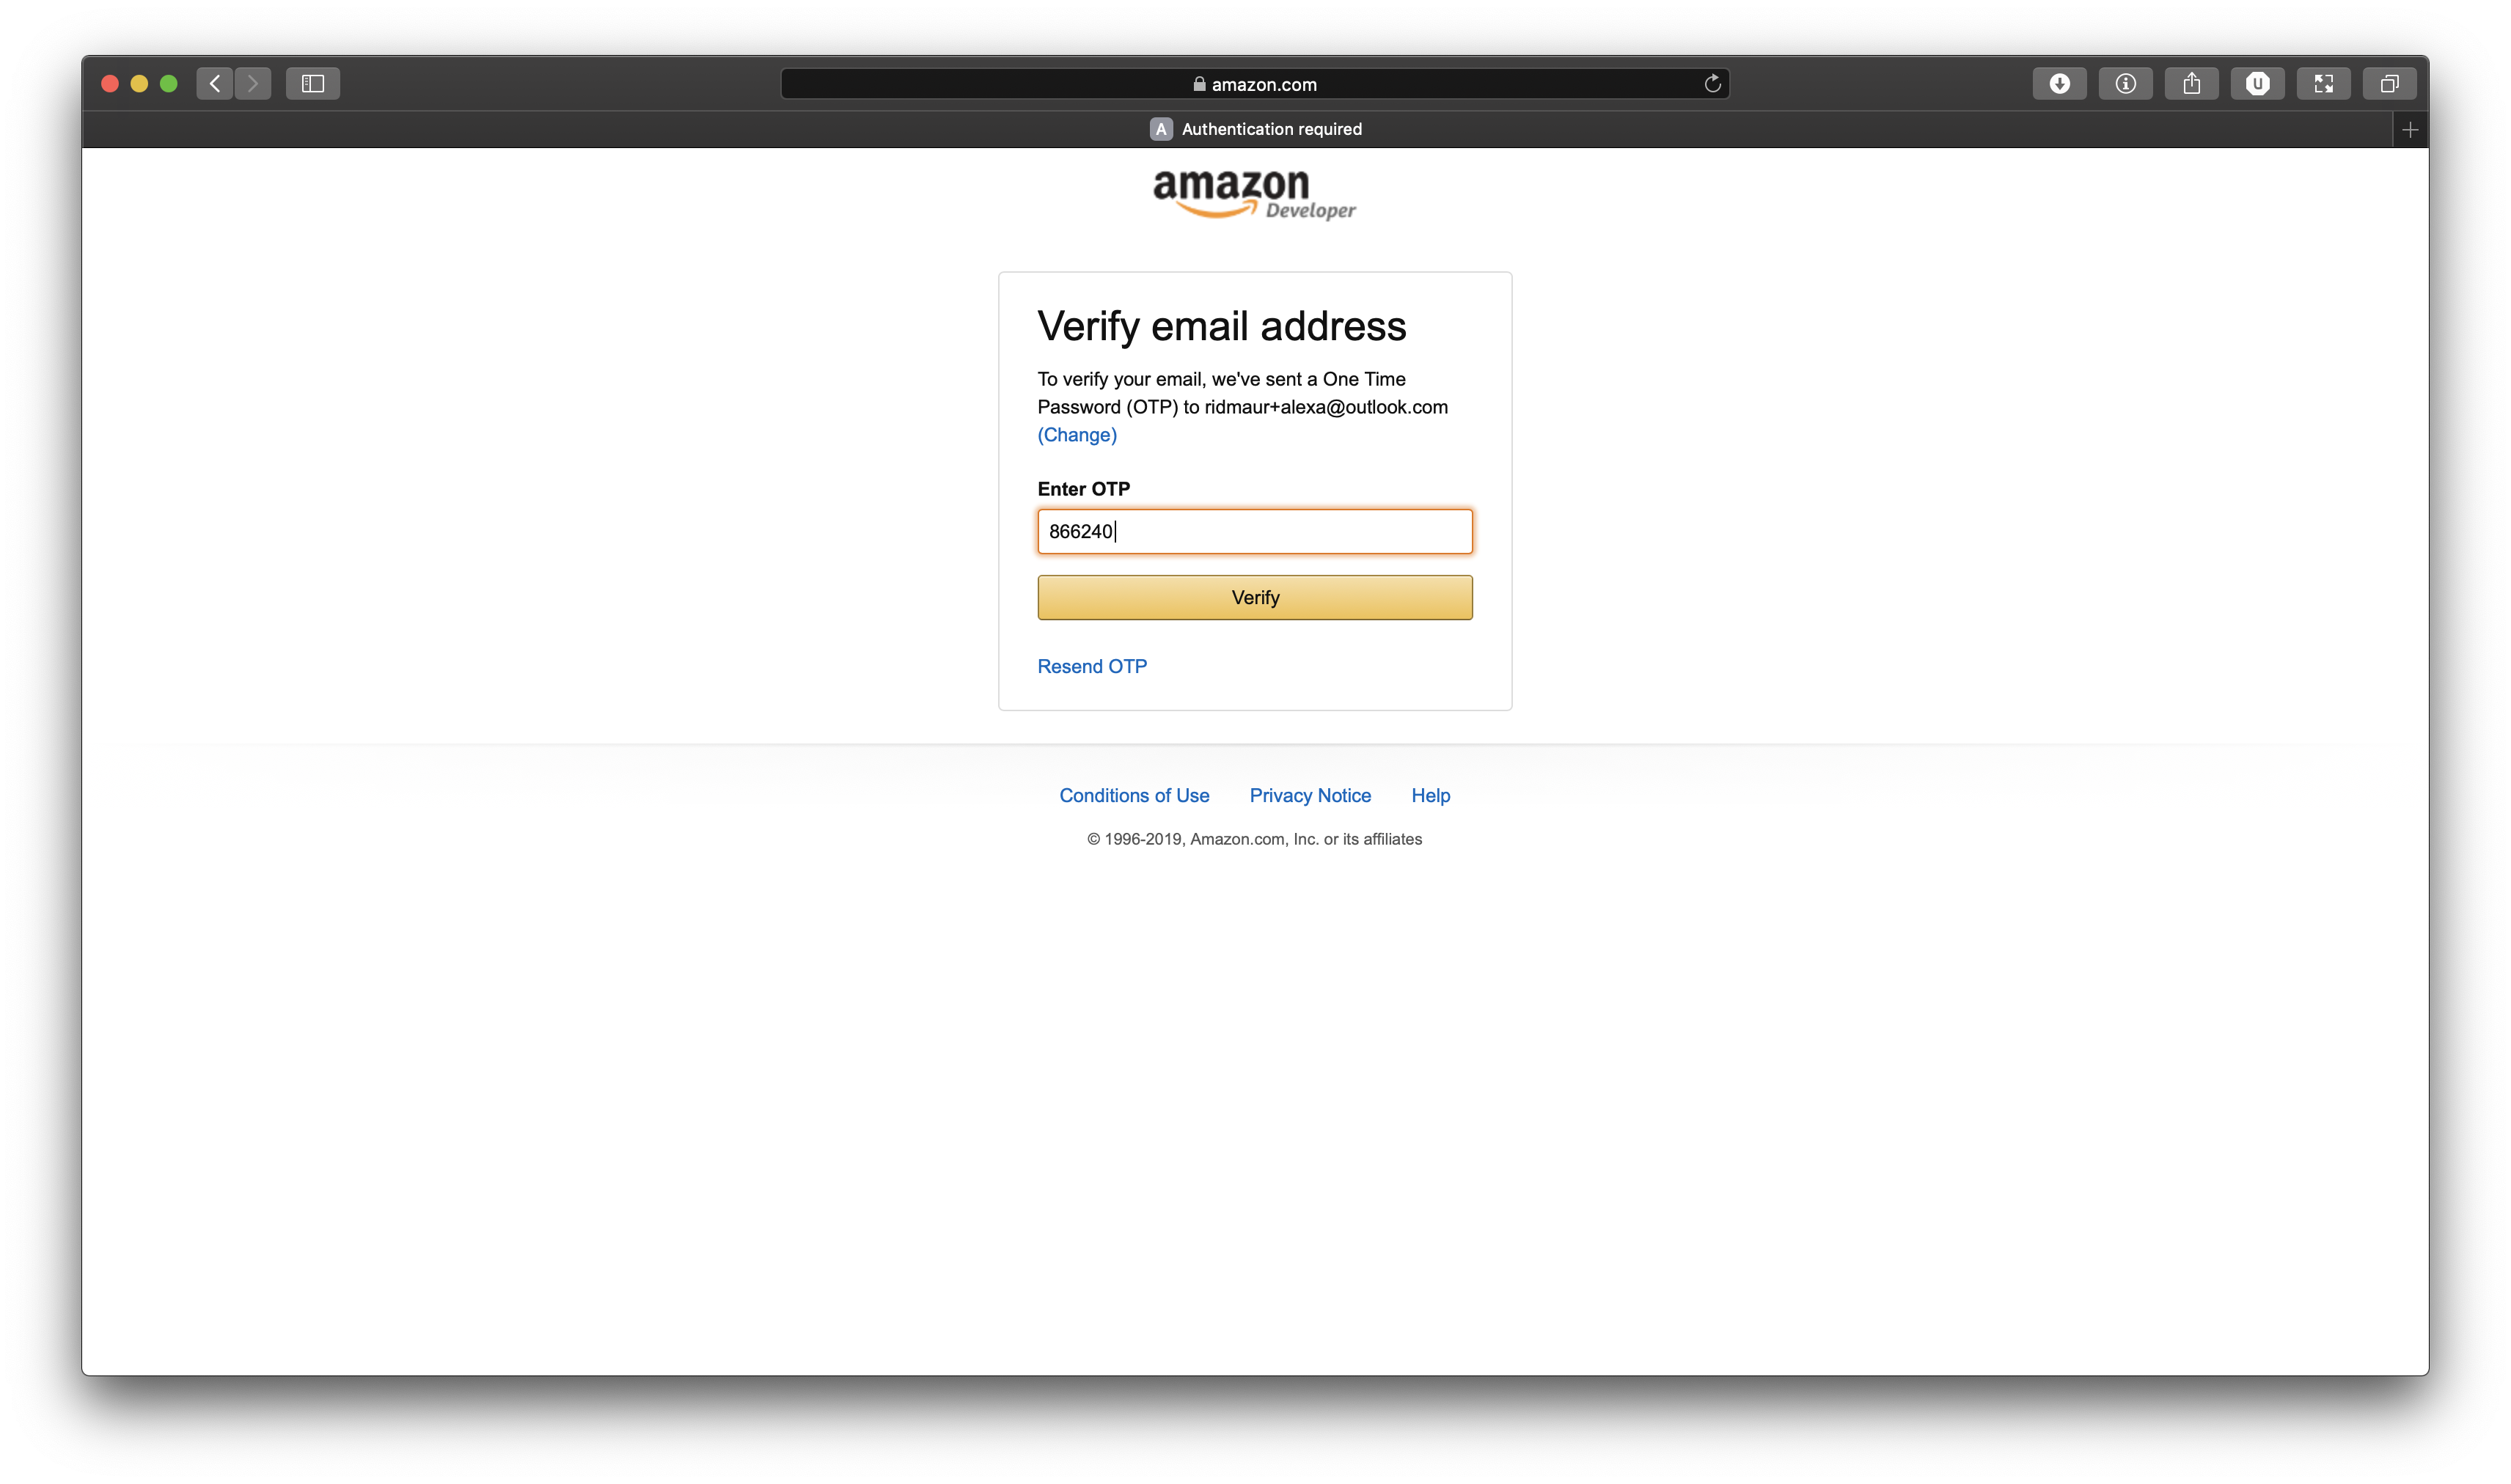 amazon.com
A Authentication required
amazon
Developer
Verify email address
To verify your email, we've sent a One Time
Password (OTP) to ridmaur+alexa@outlook.com
(Change)
Enter OTP
866240
Verify
Resend OTP
Conditions of Use Privacy Notice Help
© 1996-2019, Amazon.com, Inc. or its affiliates